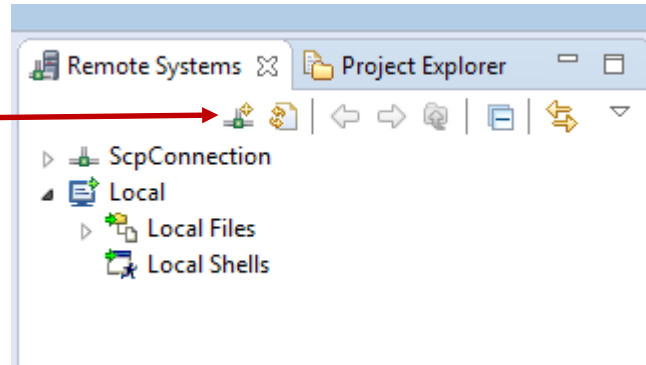 Remote Systems Project Explorer
ScpConnection
Local
Local Files
Local Shells